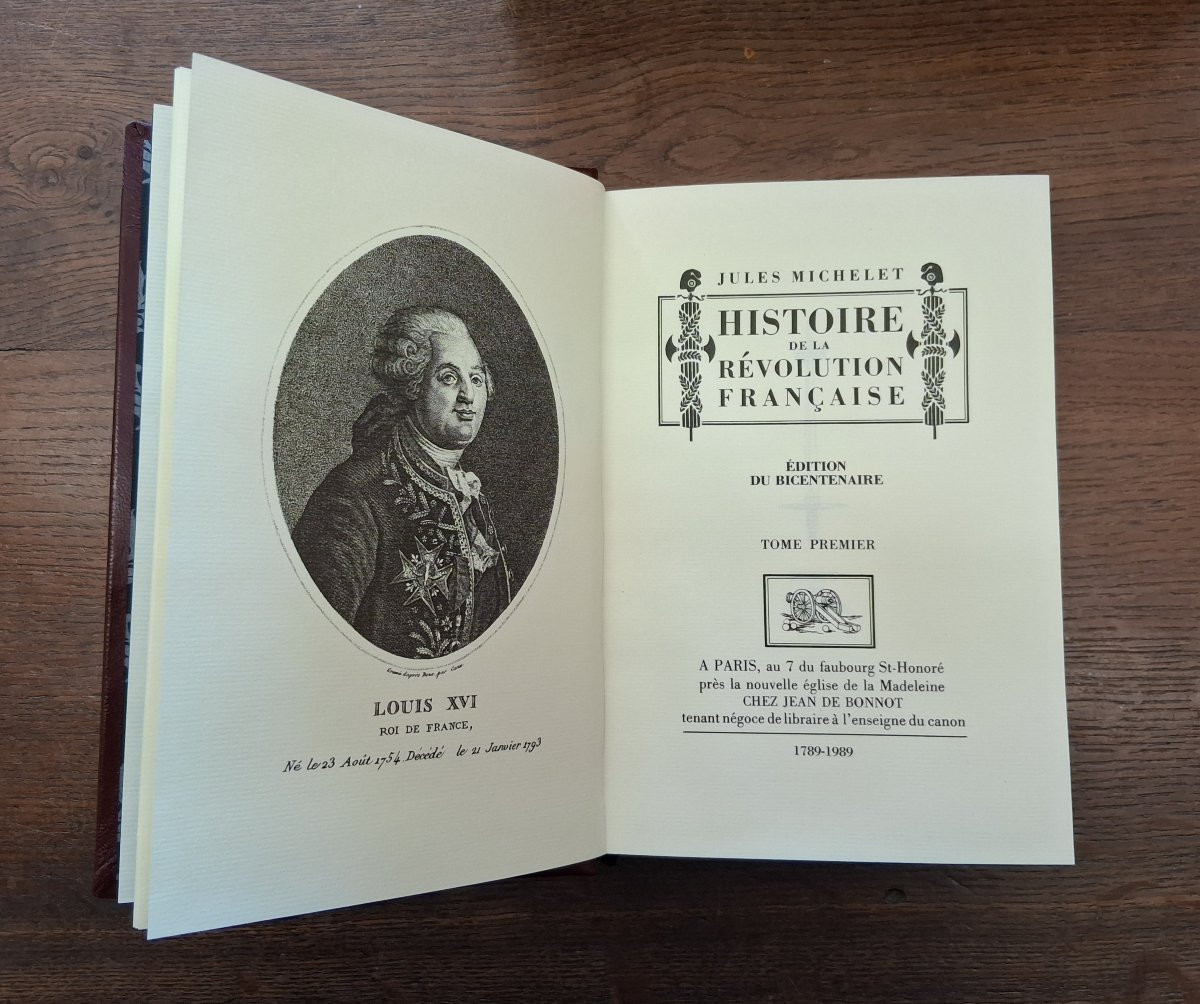 LOUIS XVI
ROI DE FRANCE,
Né le 23 Août 1754. Décédé le 21 Janvier 1793
JULES MICHELET
HISTOIRE
DE LA
RÉVOLUTION
FRANÇAISE
ÉDITION
DU BICENTENAIRE
TOME PREMIER
A PARIS, au 7 du faubourg St-Honoré
près la nouvelle église de la Madeleine
CHEZ JEAN DE BONNOT
tenant négoce de libraire à l'enseigne du canon
1789-1989